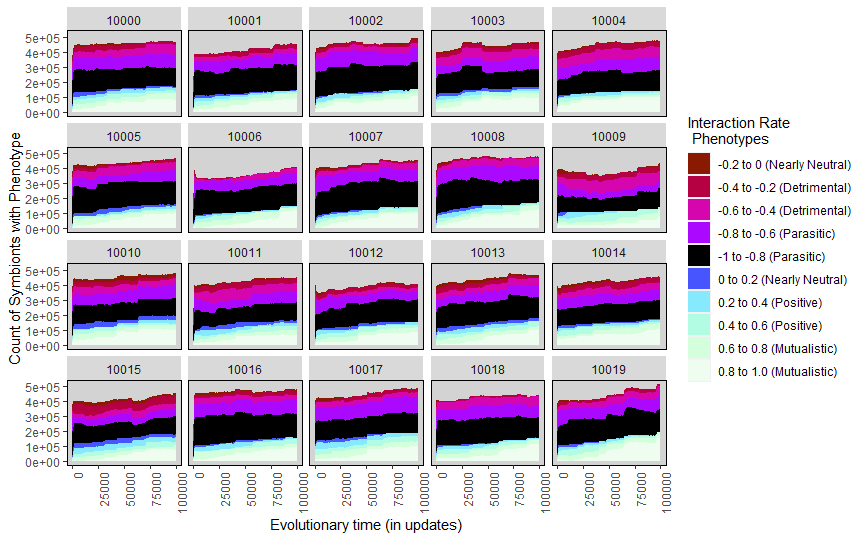 10000 10001 10002 10003 10004
5e+05
4e+05
3e+05
2e+05
1e+05
0e+00
10005 10006 10007 10008 10009
5e+05
4e+05
3e+05
2e+05
1e+05
0e+00
10010 10011 10012 10013 10014
5e+05
4e+05
3e+05
2e+05
1e+05
0e+00
10015 10016 10017 10018 10019
5e+05
4e+05
3e+05
2e+05
1e+05
0e+00
0 25000 50000 75000 100000 0 25000 50000 75000 100000 0 25000 50000 75000 100000 0 25000 50000 75000 100000 0 25000 50000 75000 100000
Evolutionary time (in updates)
Count of Symbionts with Phenotype
Interaction Rate
Phenotypes
-0.2 to 0 (Nearly Neutral)
-0.4 to -0.2 (Detrimental)
-0.6 to -0.4 (Detrimental)
-0.8 to -0.6 (Parasitic)
-1 to -0.8 (Parasitic)
0 to 0.2 (Nearly Neutral)
0.2 to 0.4 (Positive)
0.4 to 0.6 (Positive)
0.6 to 0.8 (Mutualistic)
0.8 to 1.0 (Mutualistic)